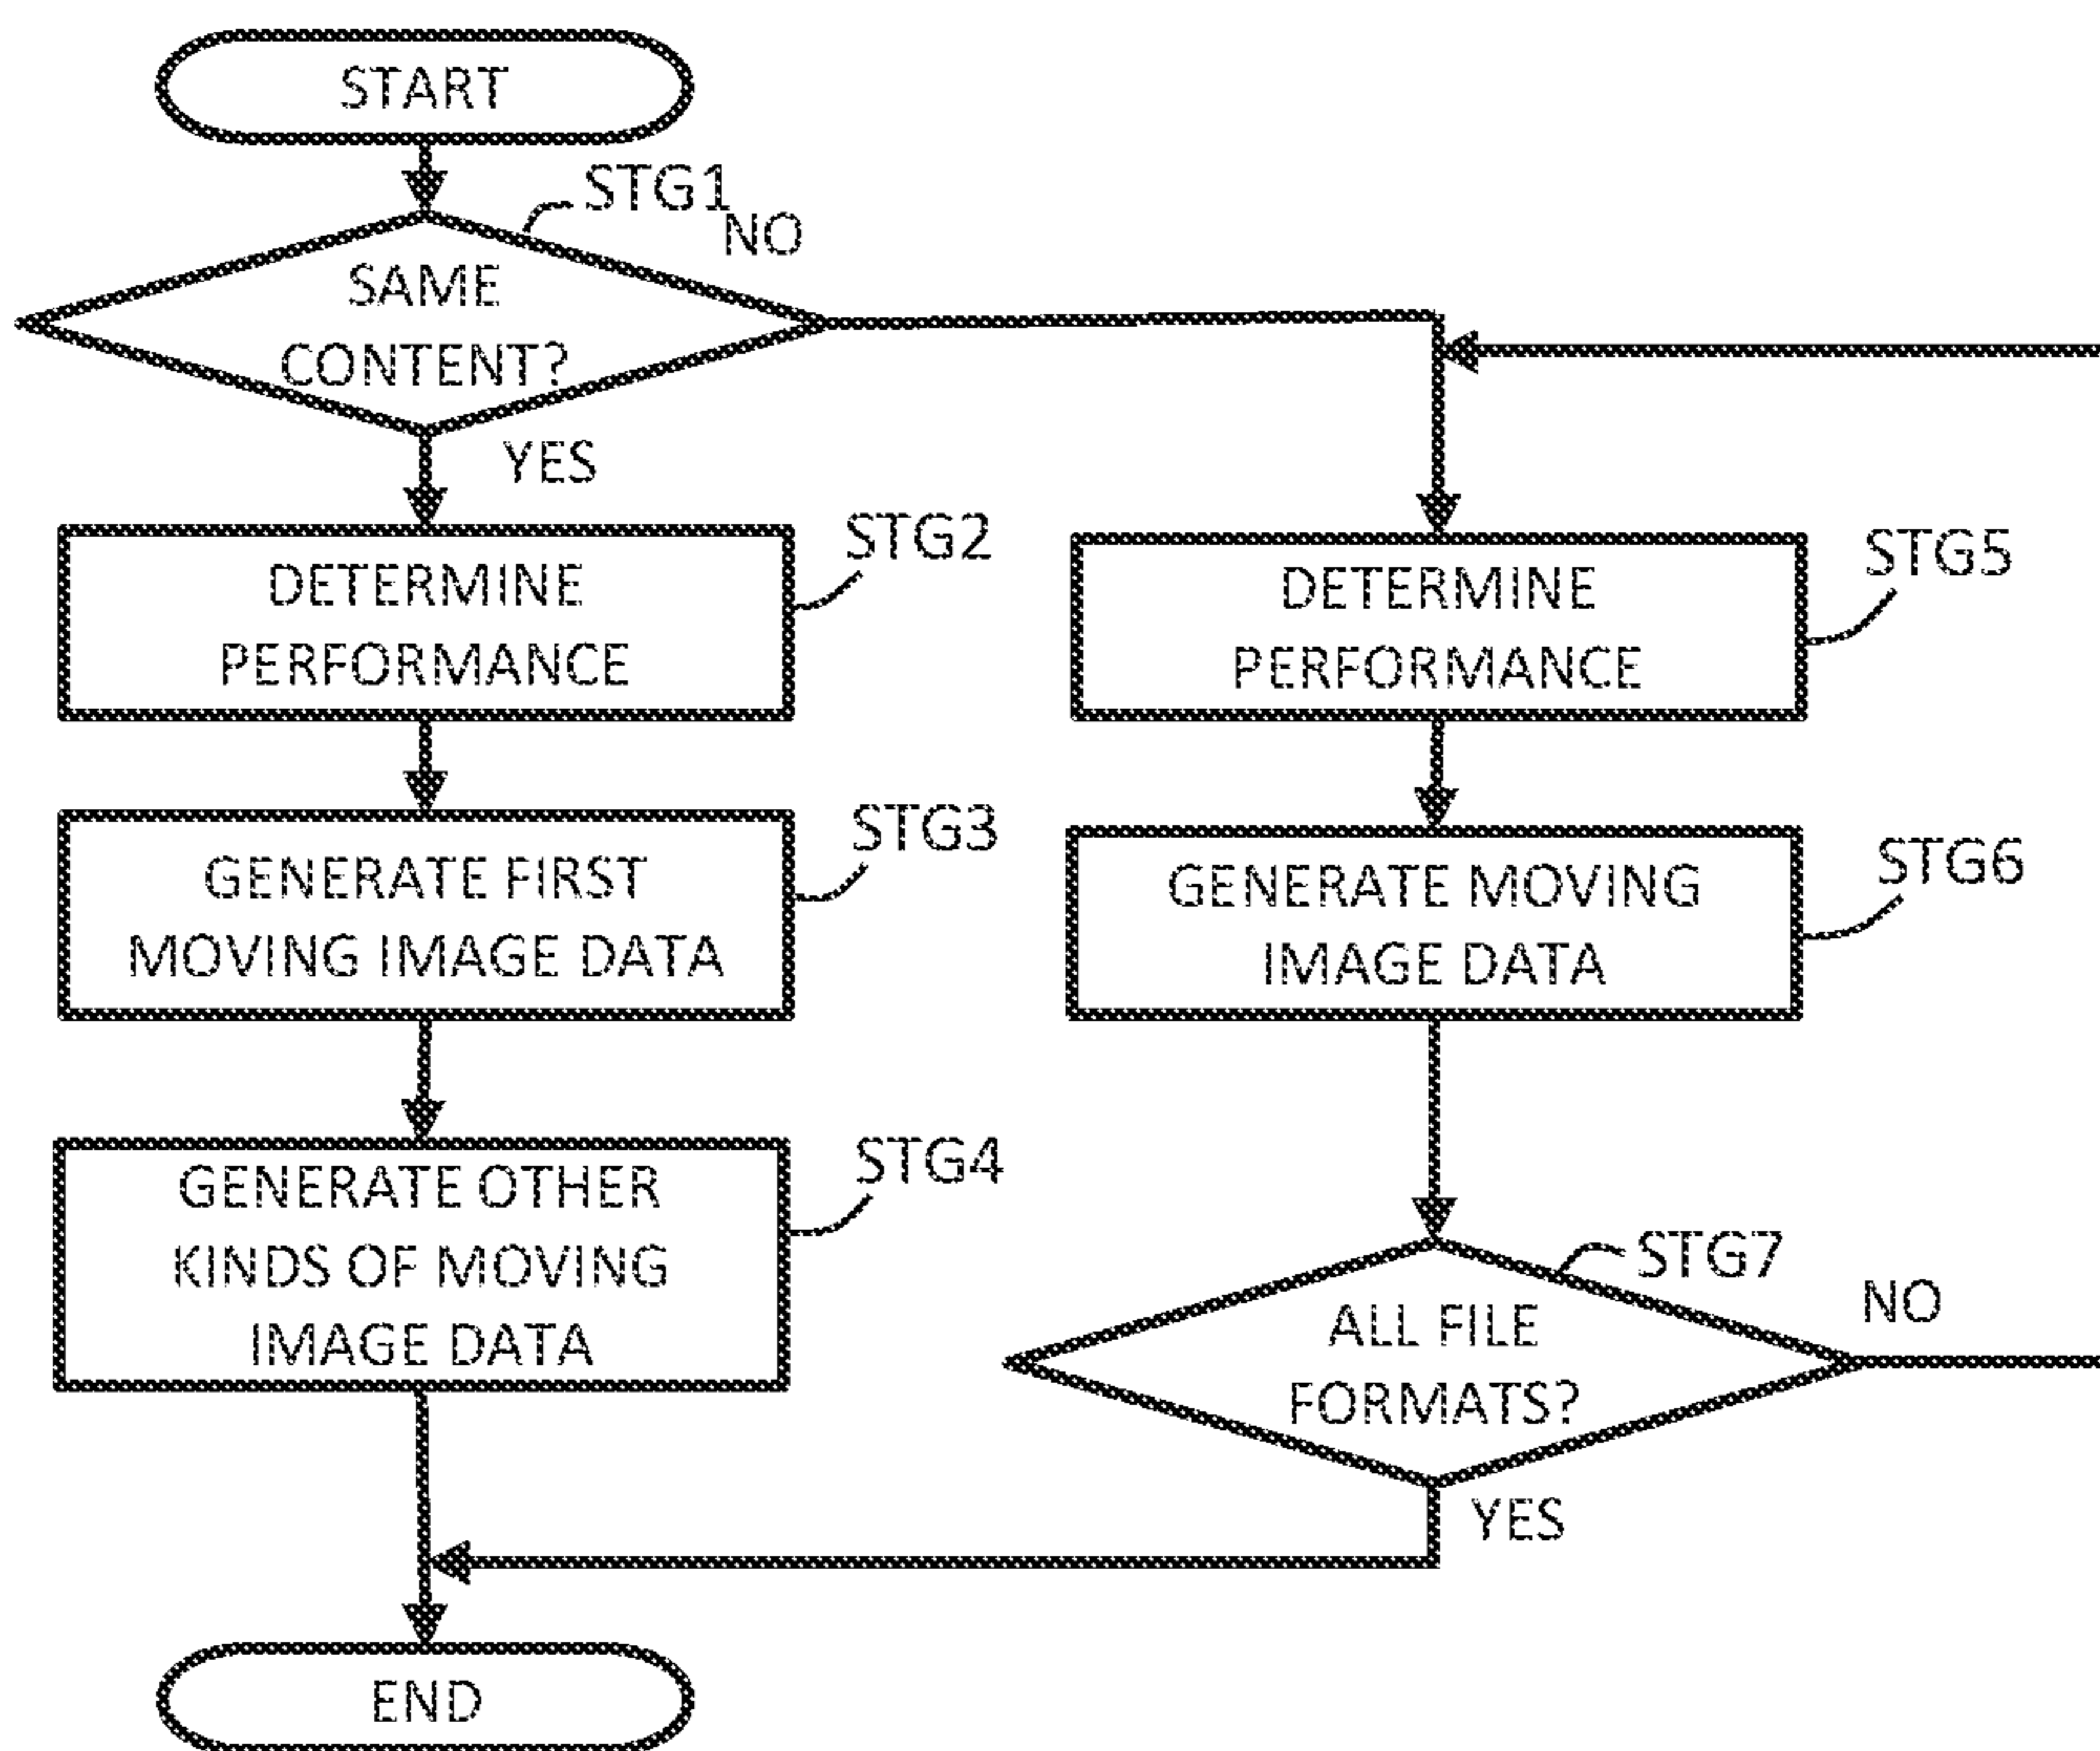 START
STG1
NO
SAME
CONTENT?
YES
STG2
DETERMINE
PERFORMANCE
STG3
GENERATE FIRST
MOVING IMAGE DATA
STG4
GENERATE OTHER
KINDS OF MOVING
IMAGE DATA
STG5
DETERMINE
PERFORMANCE
STG6
GENERATE MOVING
IMAGE DATA
STG7
NO
ALL FILE
FORMATS?
YES
END